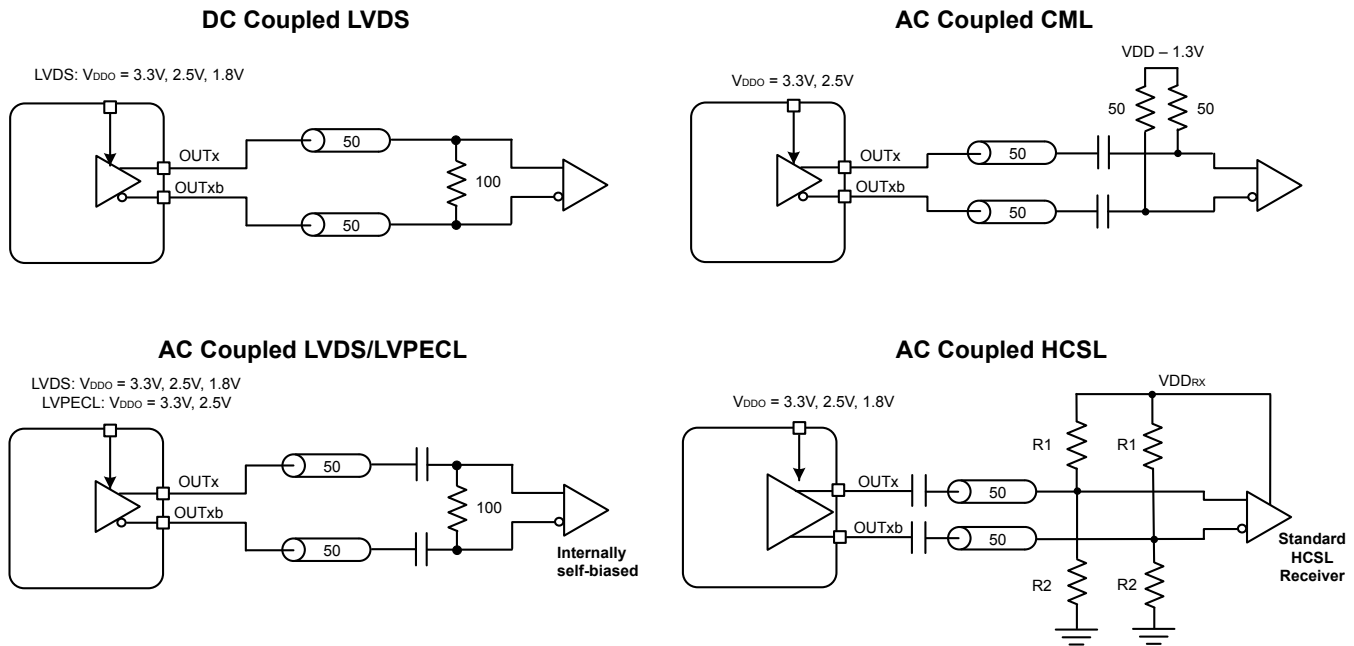 DC Coupled LVDS
LVDS: VDDO = 3.3V, 2.5V, 1.8V
OUTx
OUTxb
50
50
100
AC Coupled CML
VDD – 1.3V
VDDO = 3.3V, 2.5V
50
50
OUTx
OUTxb
50
50
AC Coupled LVDS/LVPECL
LVDS: VDDO = 3.3V, 2.5V, 1.8V
LVPECL: VDDO = 3.3V, 2.5V
OUTx
OUTxb
50
50
100
Internally
self-biased
AC Coupled HCSL
VDDRX
VDDO = 3.3V, 2.5V, 1.8V
R1
R1
OUTx
OUTxb
50
50
R2
R2
Standard
HCSL
Receiver